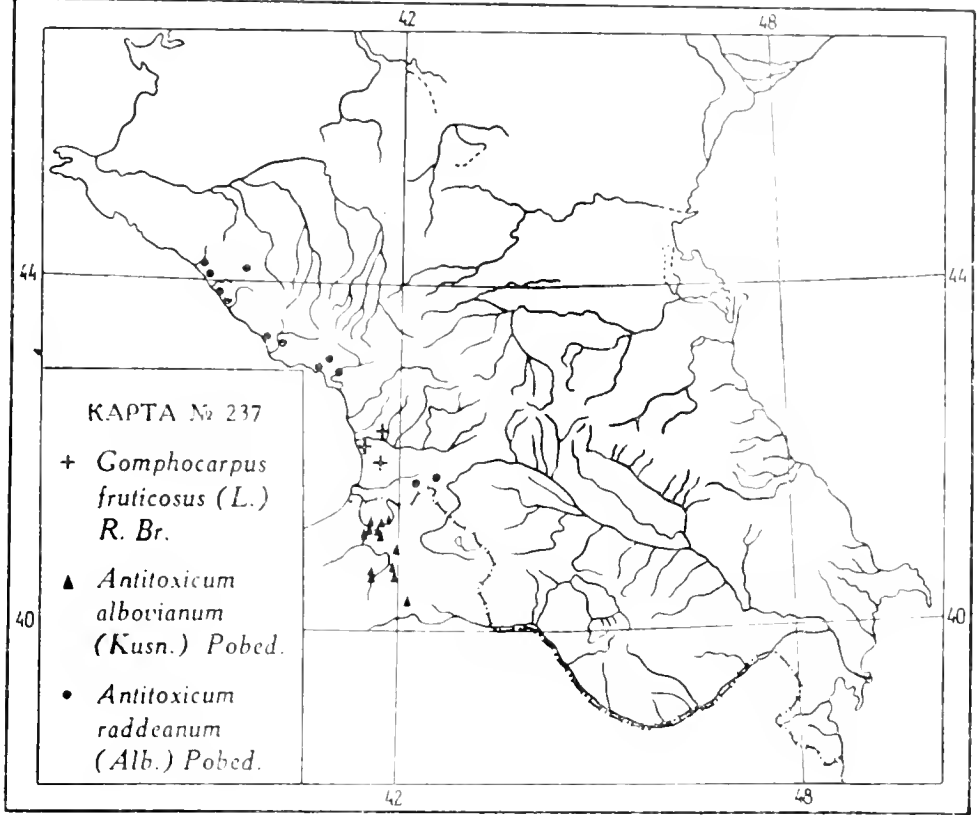 42 48
44 44
КАРТА № 237
+ Gomphocarpus
fruticosus (L.)
R. Br.
▲ Antitoxicum
albovianum
(Kusn.) Pobed.
• Antitoxicum
raddeanum
(Alb.) Pobed.
40 40
42 48